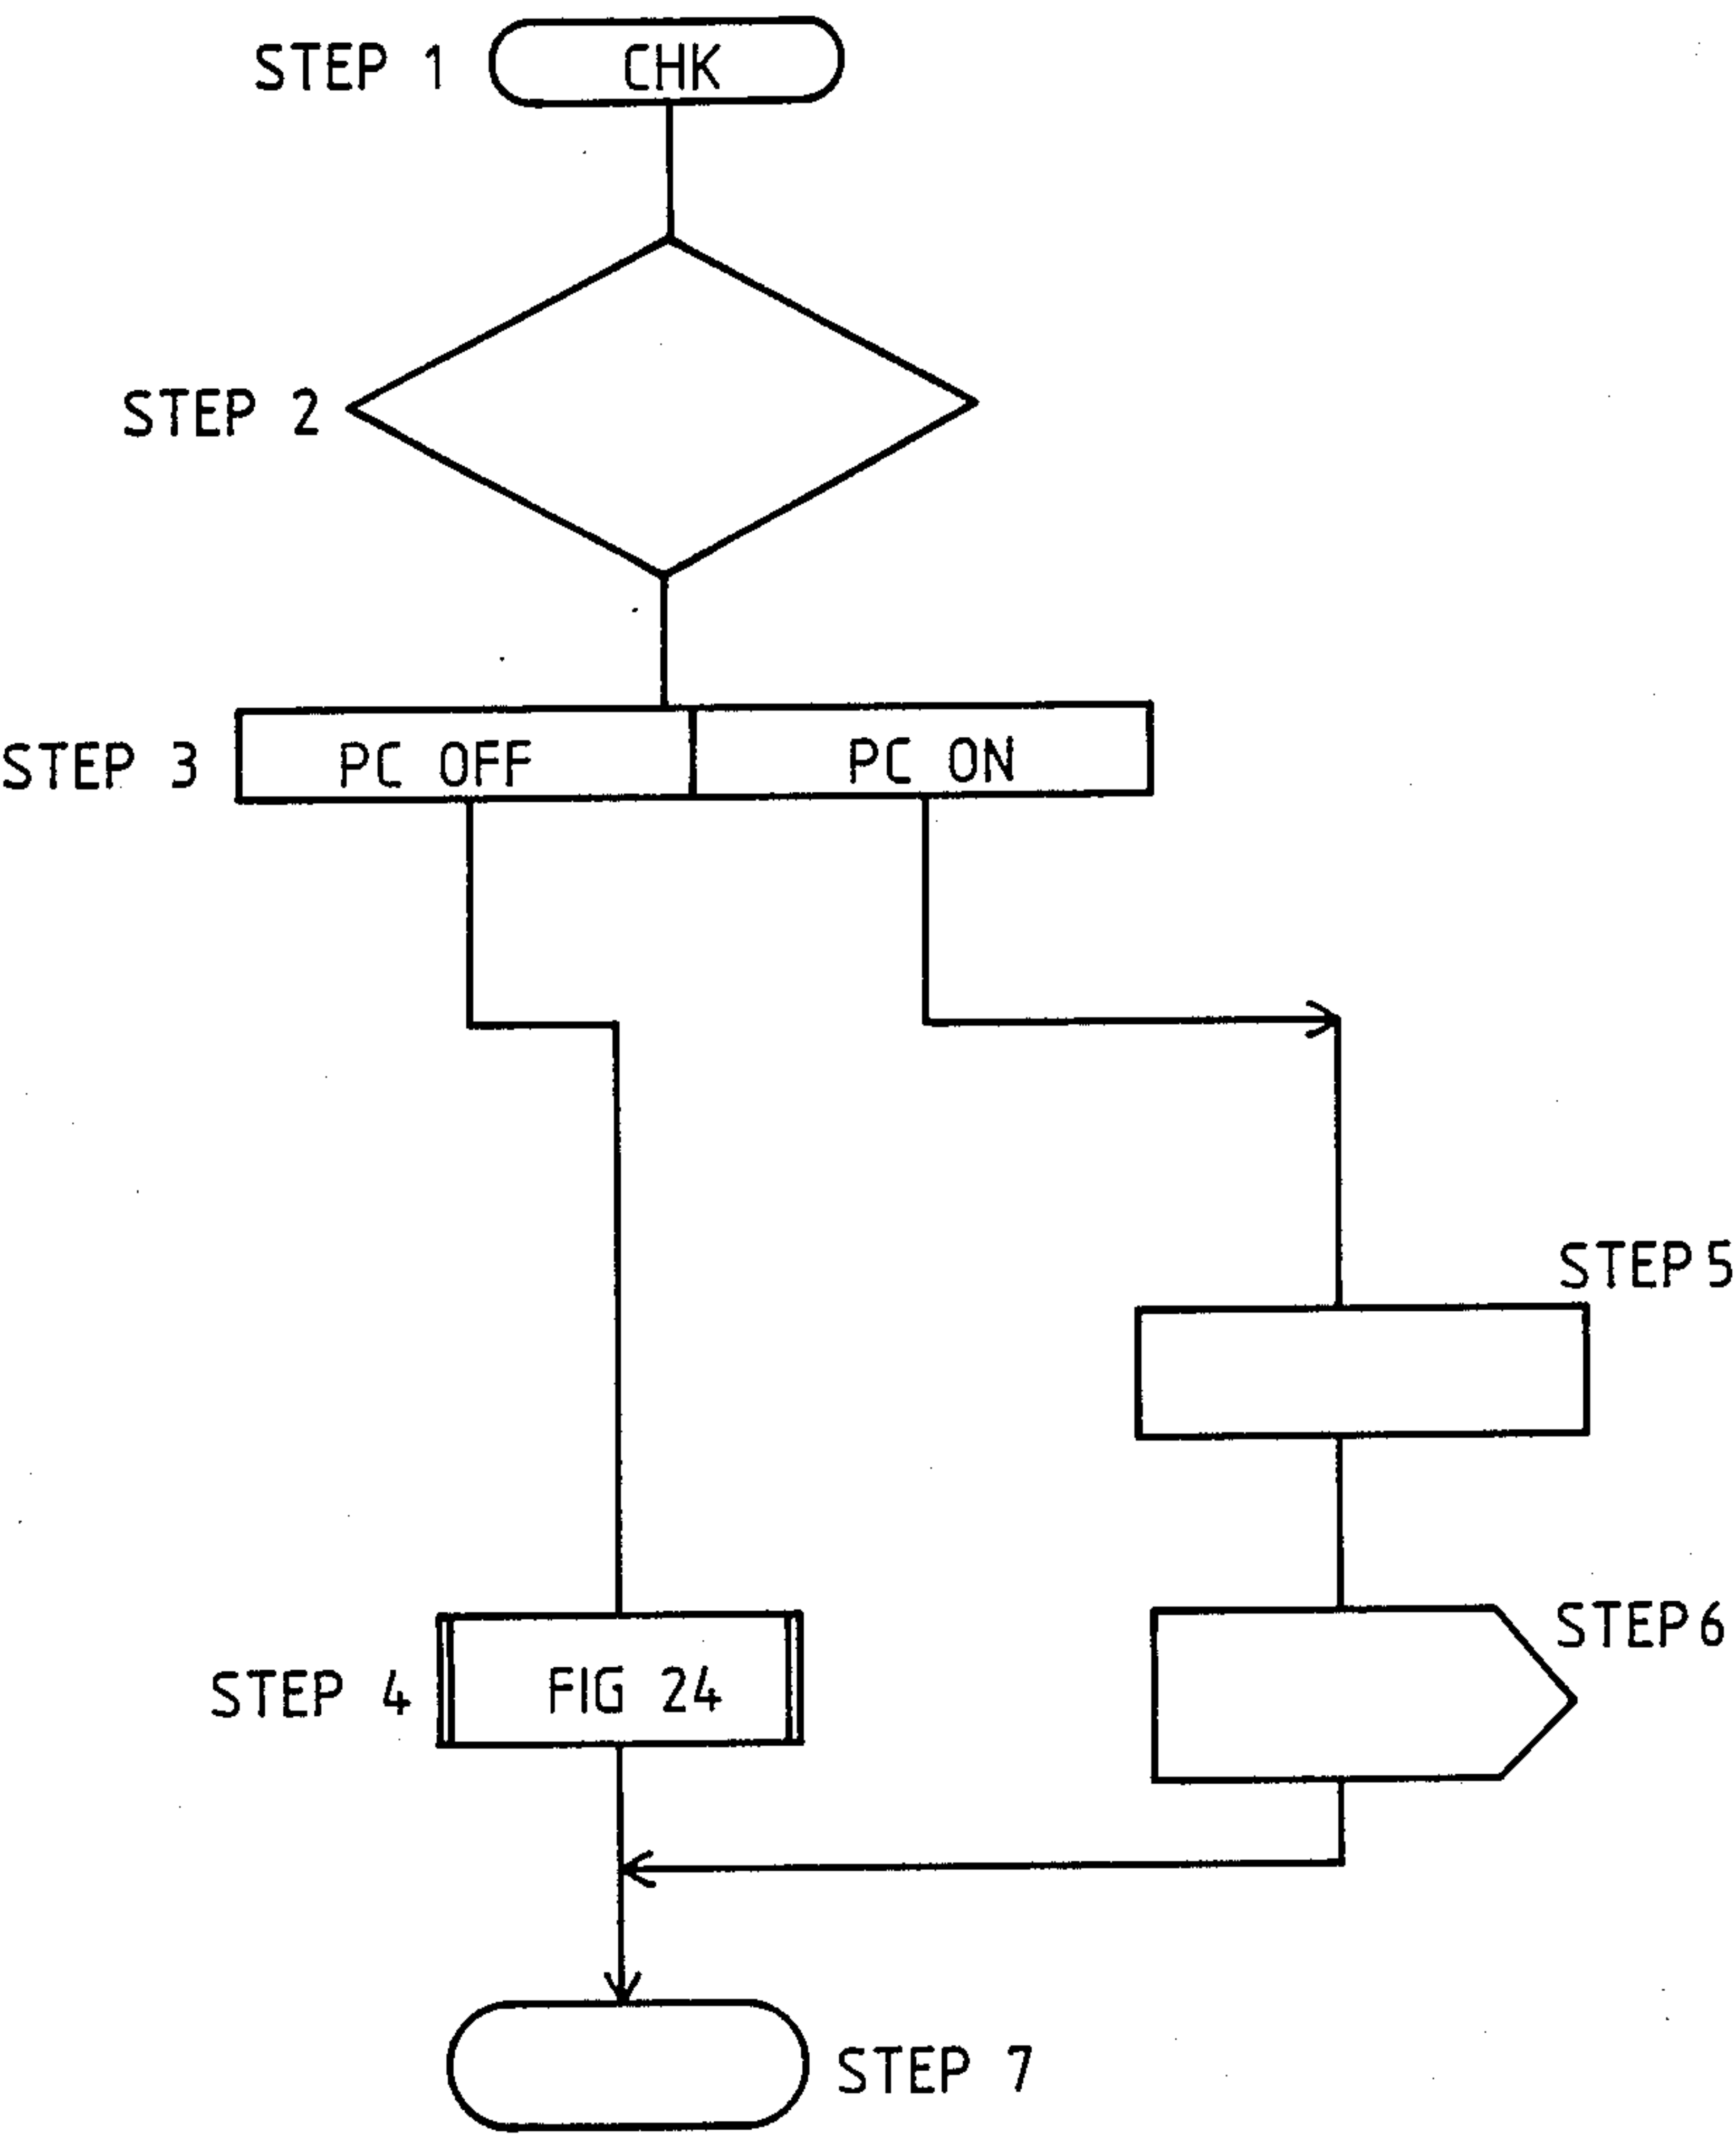 STEP 1 CHK
STEP 2
STEP 3 PC OFF PC ON
STEP 5
STEP 4 FIG 24 STEP 6
STEP 7